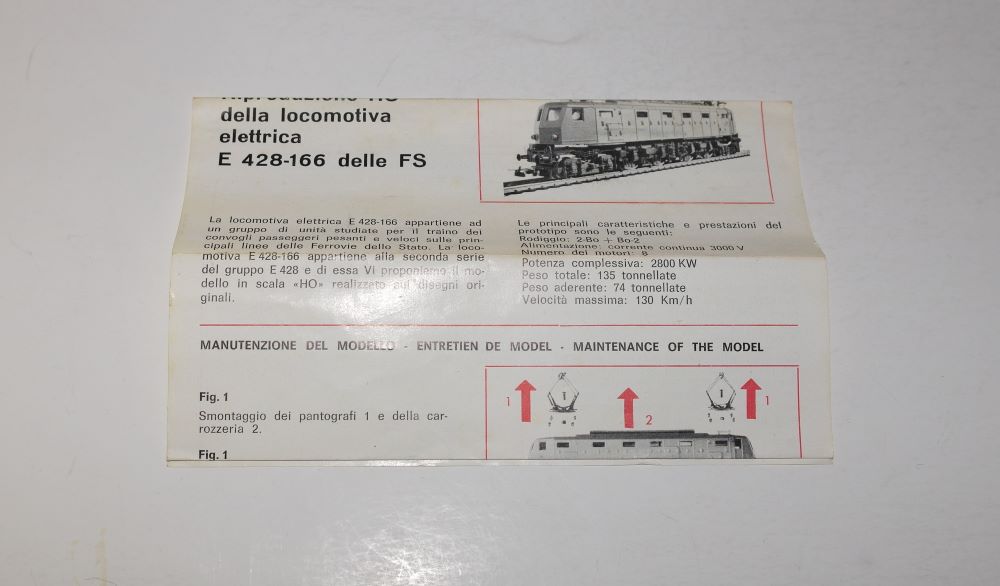 Riproduzione HO
della locomotiva
elettrica
E 428-166 delle FS
La locomotiva elettrica E 428-166 appartiene ad
un gruppo di unità studiate per il traino dei
convogli passeggeri pesanti e veloci sulle prin-
cipali linee delle Ferrovie dello Stato. La loco-
motiva E 428-166 appartiene alla seconda serie
del gruppo E 428 e di essa Vi proponiamo il mo-
dello in scala «HO» realizzato sui disegni ori-
ginali.
Le principali caratteristiche e prestazioni del
prototipo sono le seguenti:
Rodiggio: 2-Bo + Bo-2
Alimentazione: corrente continua 3000 V
Numero dei motori: 8
Potenza complessiva: 2800 KW
Peso totale: 135 tonnellate
Peso aderente: 74 tonnellate
Velocità massima: 130 Km/h
MANUTENZIONE DEL MODELLO - ENTRETIEN DE MODEL - MAINTENANCE OF THE MODEL
Fig. 1
Smontaggio dei pantografi 1 e della car-
rozzeria 2.
Fig. 1
1 1 2 1 1